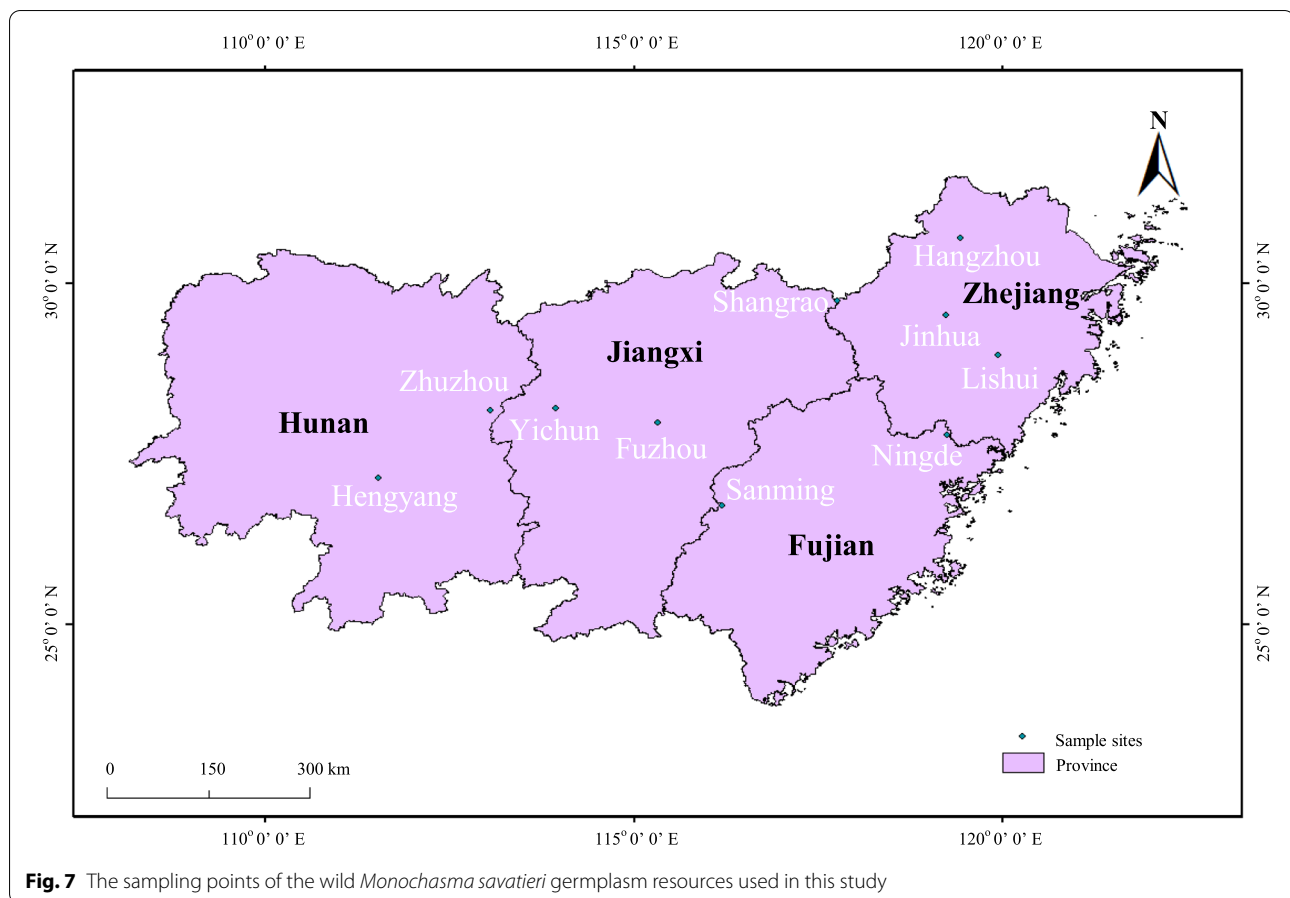 110° 0' 0' E 115° 0' 0' E 120° 0' 0' E
N
30° 0' 0' N
30° 0' 0' N
Hangzhou
Zhejiang
Shangrao
Jinhua
Jiangxi
Lishui
Zhuzhou
Hunan
Yichun
Fuzhou
Ningde
Sanming
Hengyang
Fujian
25° 0' 0' N
25° 0' 0' N
Sample sites
Province
0 150 300 km
110° 0' 0' E 115° 0' 0' E 120° 0' 0' E
Fig. 7 The sampling points of the wild Monochasma savatieri germplasm resources used in this study